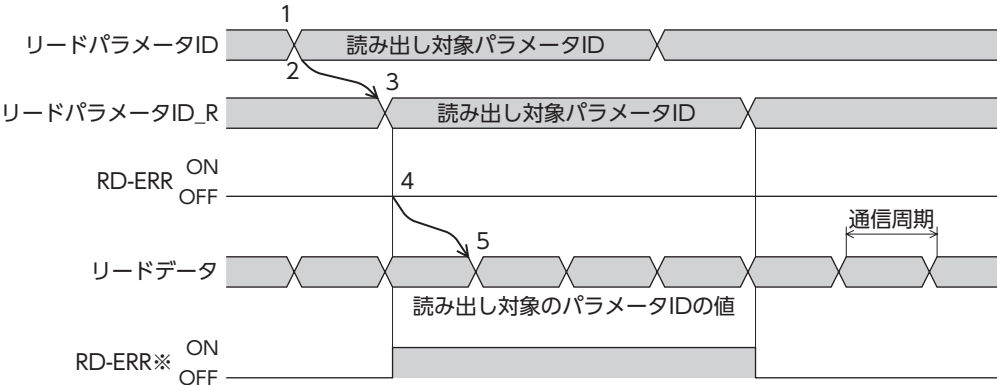 1
リードパラメータID
読み出し対象パラメータID
2
3
リードパラメータID_R
読み出し対象パラメータID
RD-ERR
ON
OFF
4
通信周期
5
リードデータ
読み出し対象のパラメータIDの値
RD-ERR※
ON
OFF